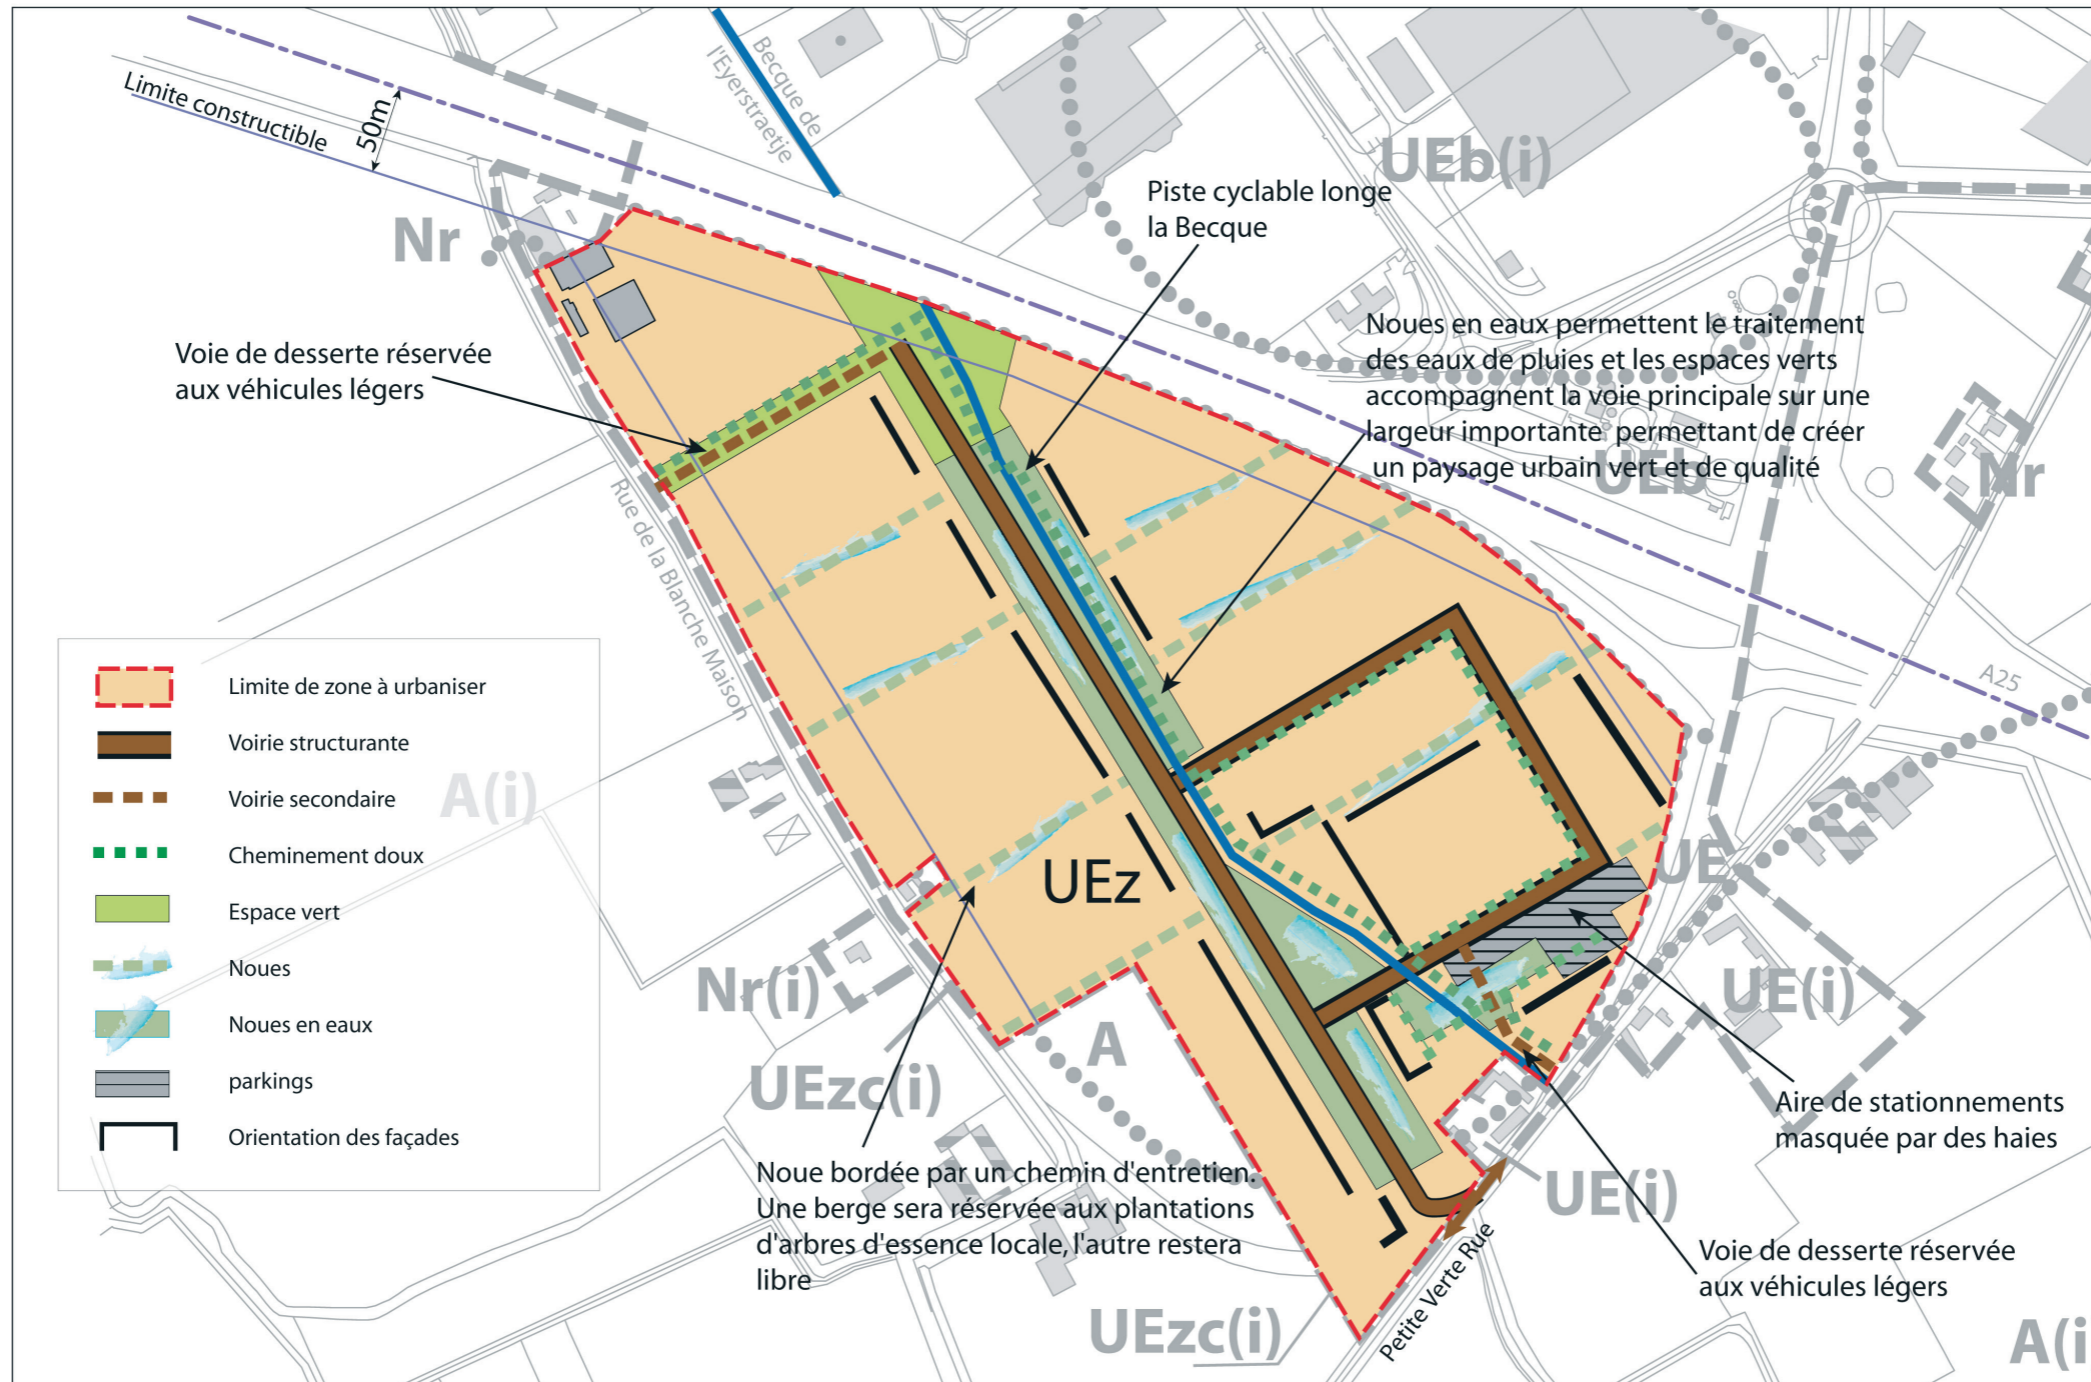 Limite constructible
50m
Becque de
l'Eyerstraetje
UEb(i)
Piste cyclable longe
la Becque
Nr
Noues en eaux permettent le traitement
des eaux de pluies et les espaces verts
accompagnent la voie principale sur une
largeur importante permettant de créer
un paysage urbain vert et de qualité
UEb
Nr
Voie de desserte réservée
aux véhicules légers
Rue de la Blanche Maison
A25
Limite de zone à urbaniser
Voirie structurante
Voirie secondaire
A(i)
Cheminement doux
Espace vert
Noues
Noues en eaux
parkings
Orientation des façades
UEz
UE
UE(i)
Nr(i)
A
UEzc(i)
Aire de stationnements
masquée par des haies
Noue bordée par un chemin d'entretien.
Une berge sera réservée aux plantations
d'arbres d'essence locale, l'autre restera
libre
UE(i)
Voie de desserte réservée
aux véhicules légers
Petite Verte Rue
UEzc(i)
A(i